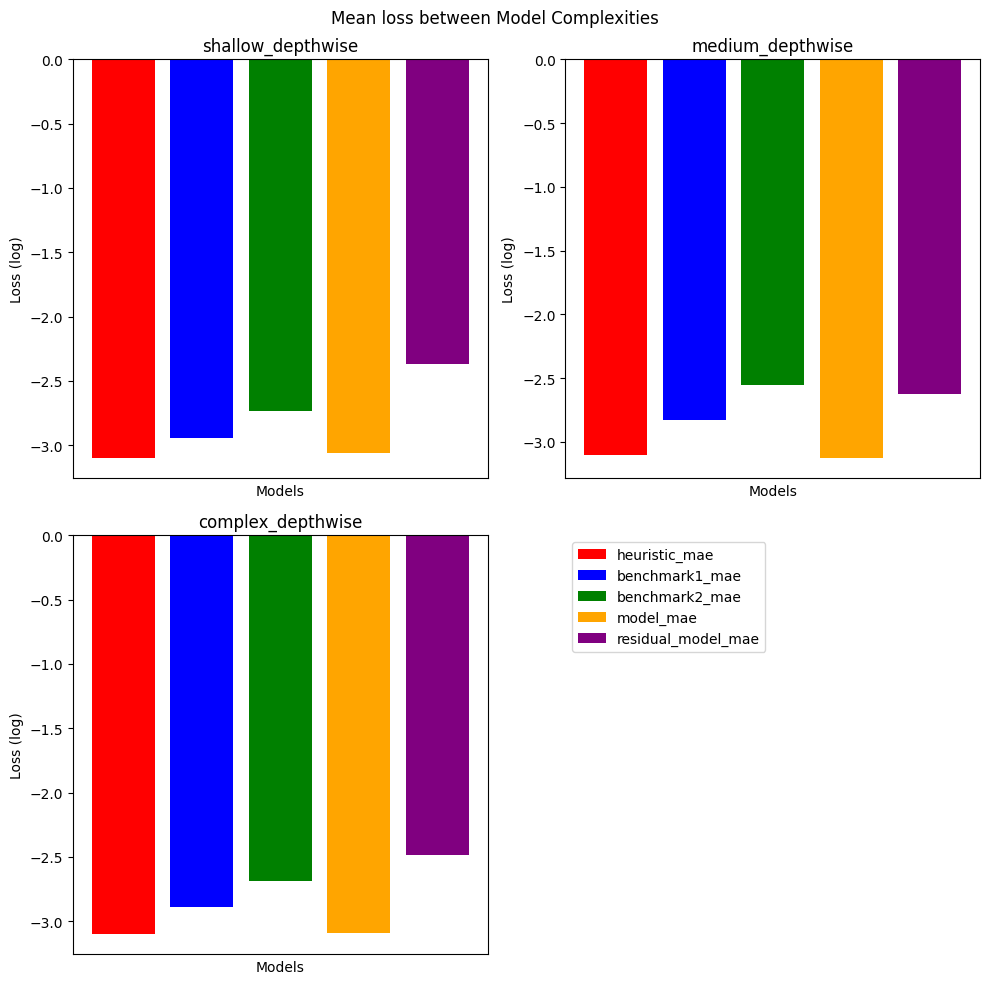 Mean loss between Model Complexities
shallow_depthwise
0.0
−0.5
−1.0
−1.5
−2.0
−2.5
−3.0
Loss (log)
Models
medium_depthwise
0.0
−0.5
−1.0
−1.5
−2.0
−2.5
−3.0
Loss (log)
Models
complex_depthwise
0.0
−0.5
−1.0
−1.5
−2.0
−2.5
−3.0
Loss (log)
Models
heuristic_mae
benchmark1_mae
benchmark2_mae
model_mae
residual_model_mae